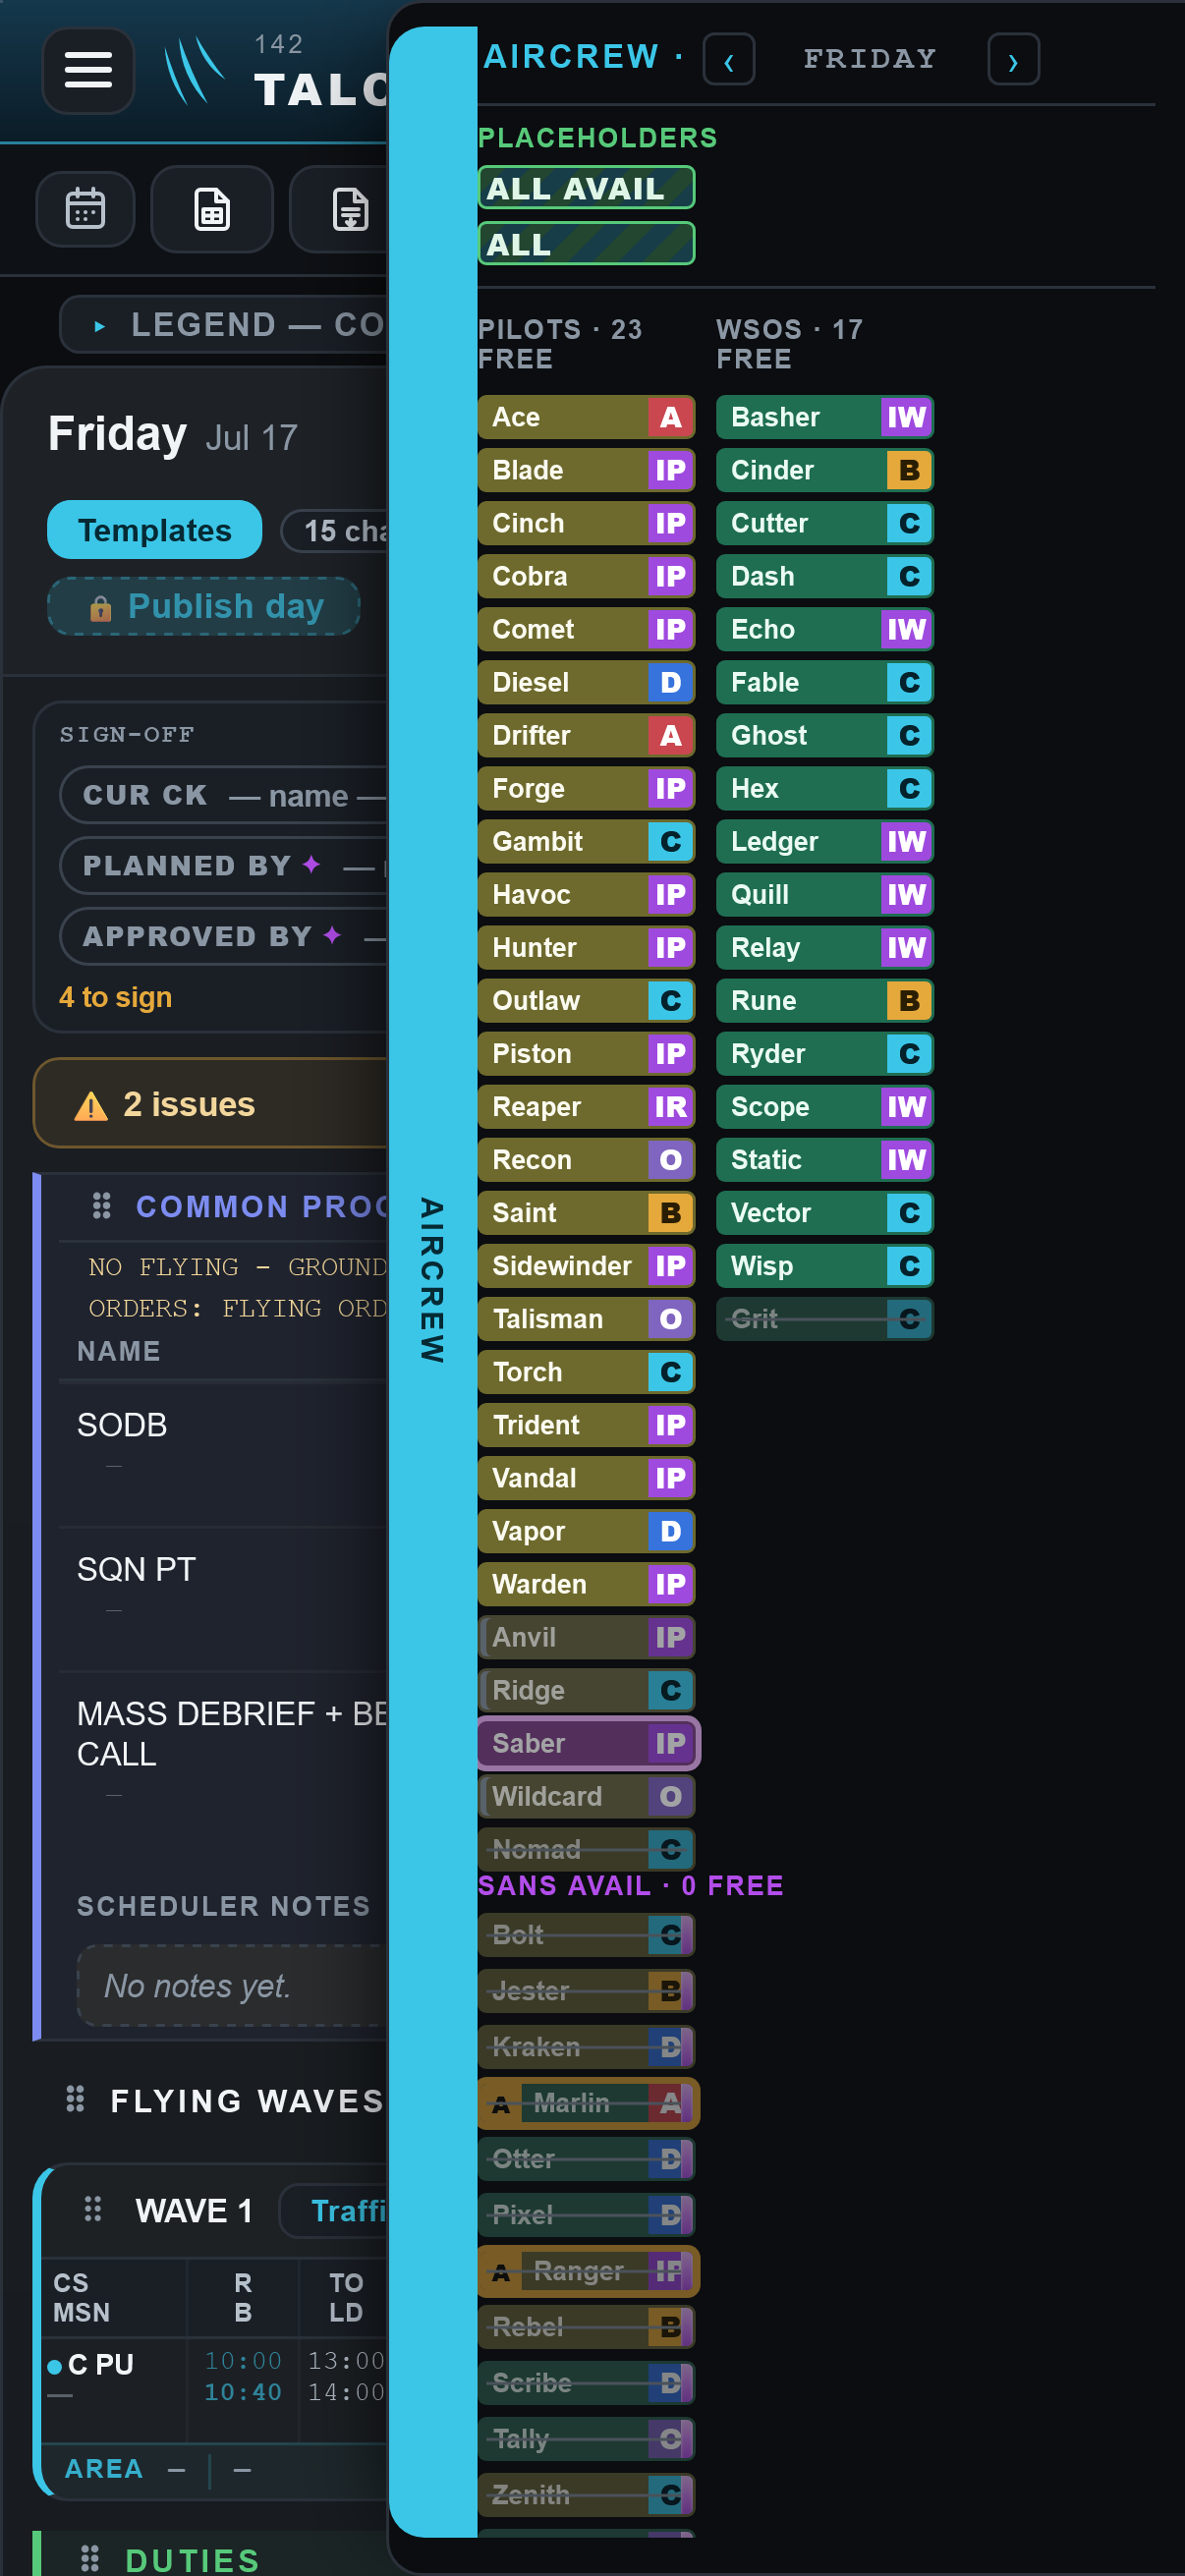 142
TALO
LEGEND — CO
Friday Jul 17
Templates 15 cha
Publish day
SIGN-OFF
CUR CK — name —
PLANNED BY —
APPROVED BY —
4 to sign
2 issues
COMMON PROG
NO FLYING - GROUND
ORDERS: FLYING ORD
NAME
SODB
—
SQN PT
—
MASS DEBRIEF + BE
CALL
—
SCHEDULER NOTES
No notes yet.
FLYING WAVES
WAVE 1 Traffi
CS R TO
MSN B LD
C PU 10:00 13:00
— 10:40 14:00
AREA — —
DUTIES
AIRCREW
AIRCREW · ‹ FRIDAY ›
PLACEHOLDERS
ALL AVAIL
ALL
PILOTS · 23
FREE
Ace A
Blade IP
Cinch IP
Cobra IP
Comet IP
Diesel D
Drifter A
Forge IP
Gambit C
Havoc IP
Hunter IP
Outlaw C
Piston IP
Reaper IR
Recon O
Saint B
Sidewinder IP
Talisman O
Torch C
Trident IP
Vandal IP
Vapor D
Warden IP
Anvil IP
Ridge C
Saber IP
Wildcard O
Nomad C
WSOS · 17
FREE
Basher IW
Cinder B
Cutter C
Dash C
Echo IW
Fable C
Ghost C
Hex C
Ledger IW
Quill IW
Relay IW
Rune B
Ryder C
Scope IW
Static IW
Vector C
Wisp C
Grit C
SANS AVAIL · 0 FREE
Bolt C
Jester B
Kraken D
A Marlin A
Otter D
Pixel D
A Ranger IP
Rebel B
Scribe D
Tally O
Zenith C